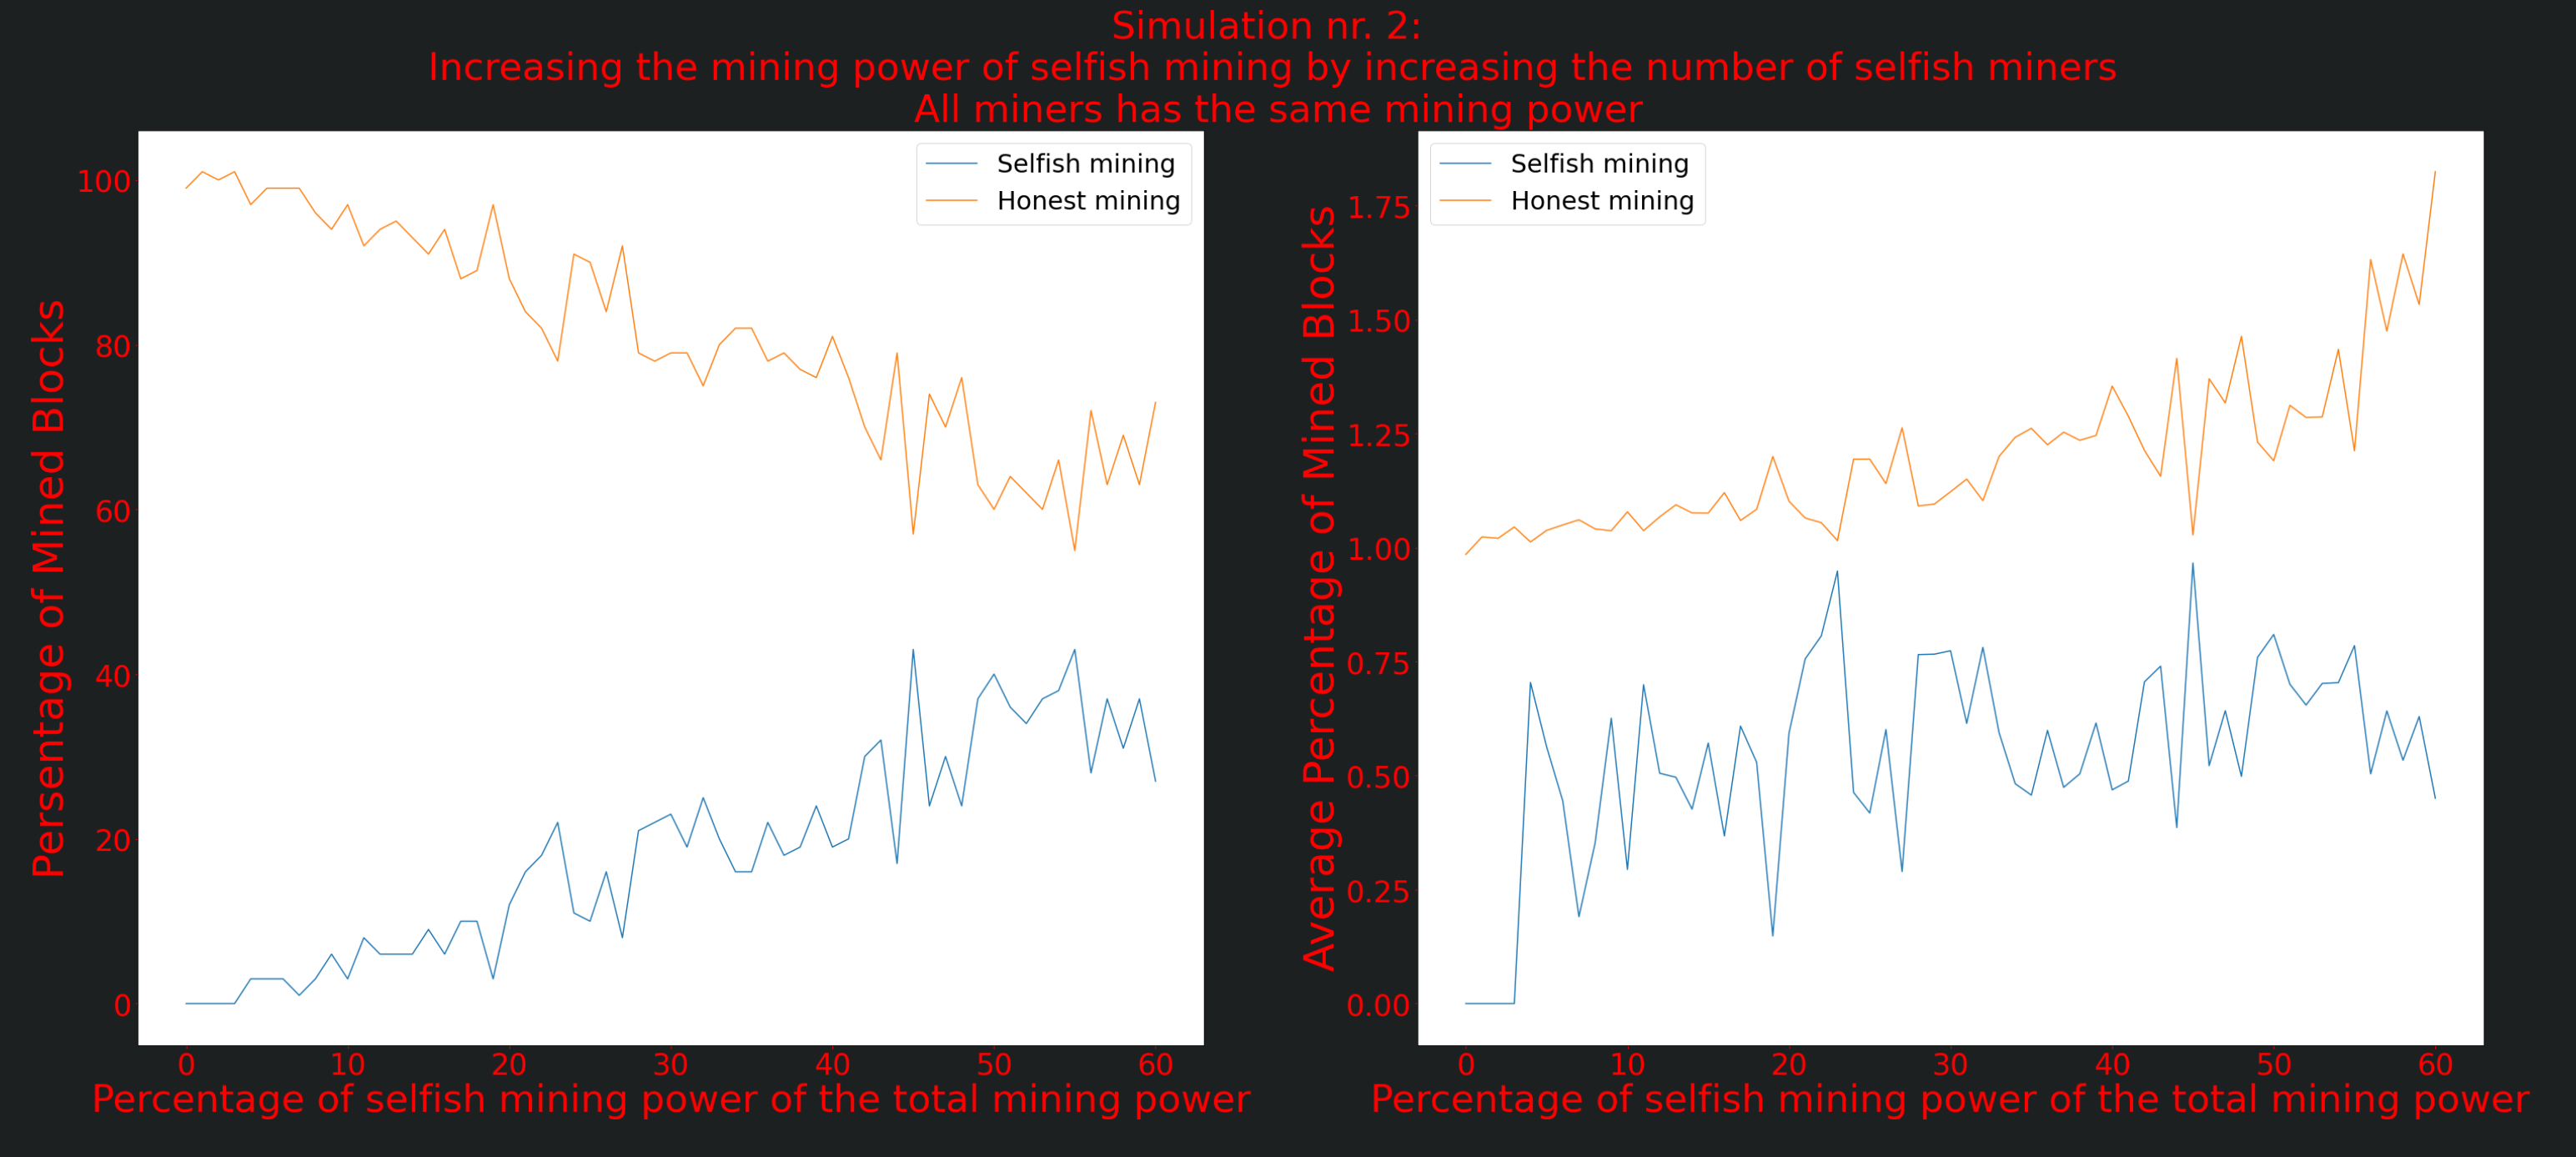 Simulation nr. 2:
Increasing the mining power of selfish mining by increasing the number of selfish miners
All miners has the same mining power
Persentage of Mined Blocks
100
80
60
40
20
0
Selfish mining
Honest mining
0 10 20 30 40 50 60
Percentage of selfish mining power of the total mining power
Average Percentage of Mined Blocks
1.75
1.50
1.25
1.00
0.75
0.50
0.25
0.00
Selfish mining
Honest mining
0 10 20 30 40 50 60
Percentage of selfish mining power of the total mining power